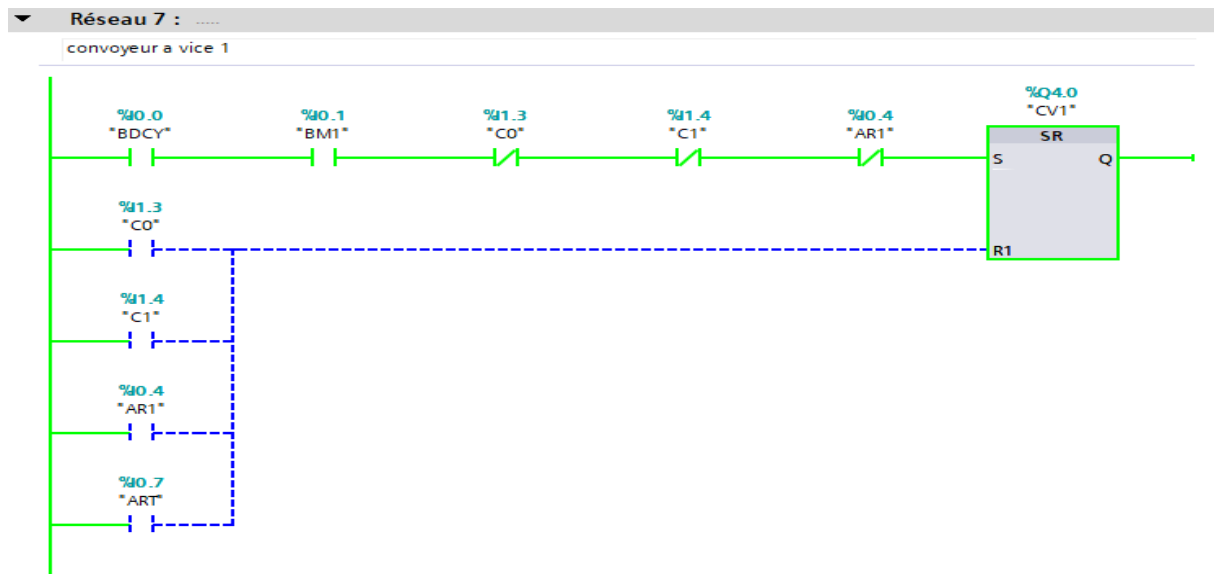 Réseau 7 : .....
convoyeur a vice 1
%I0.0 %I0.1 %I1.3 %I1.4 %I0.4 %Q4.0
"BDCY" "BM1" "C0" "C1" "AR1" "CV1"
SR
S Q
%I1.3
"C0"
R1
%I1.4
"C1"
%I0.4
"AR1"
%I0.7
"ART"